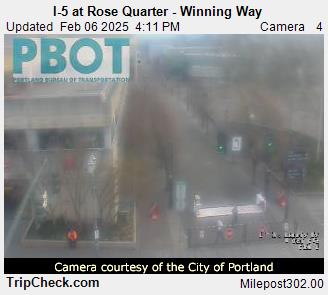 I-5 at Rose Quarter - Winning Way
Updated Feb 06 2025 4:11 PM Camera 4
PBOT
PORTLAND BUREAU OF TRANSPORTATION
Camera courtesy of the City of Portland
TripCheck.com Milepost302.00